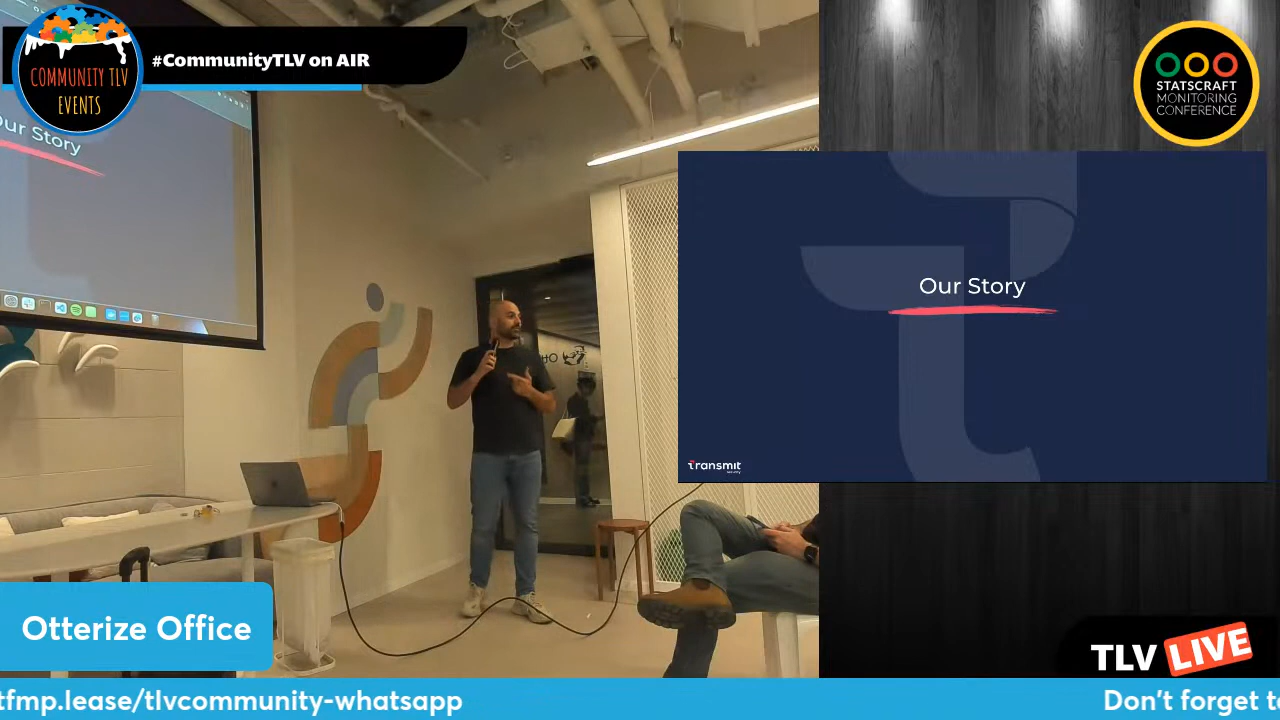 COMMUNITY TLV
EVENTS
#CommunityTLV on AIR
STATSCRAFT
MONITORING
CONFERENCE
our Story
Our Story
Transmit
Otterize Office
TLV LIVE
tfmp.lease/tlvcommunity-whatsapp
Don't forget to